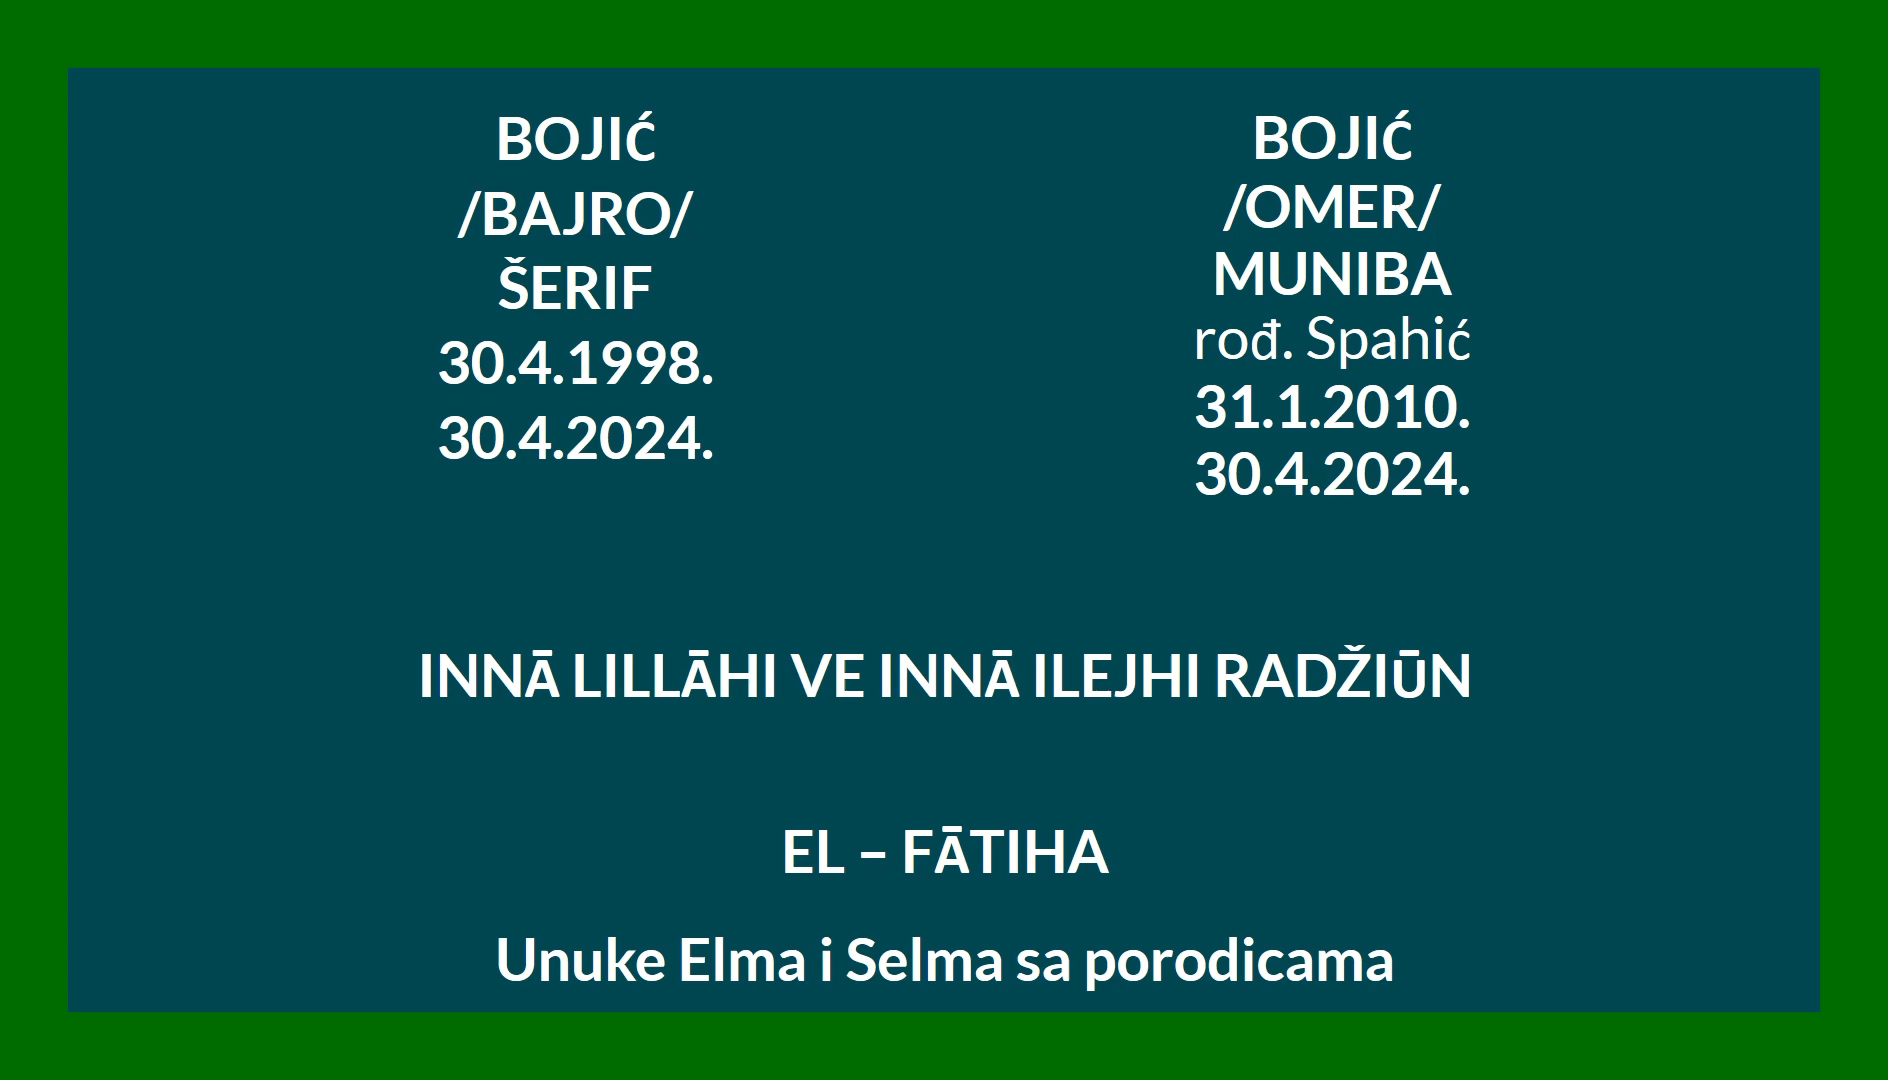 BOJIĆ
/BAJRO/
ŠERIF
30.4.1998.
30.4.2024.
BOJIĆ
/OMER/
MUNIBA
rođ. Spahić
31.1.2010.
30.4.2024.
INNĀ LILLĀHI VE INNĀ ILEJHI RADŽIŪN
EL – FĀTIHA
Unuke Elma i Selma sa porodicama